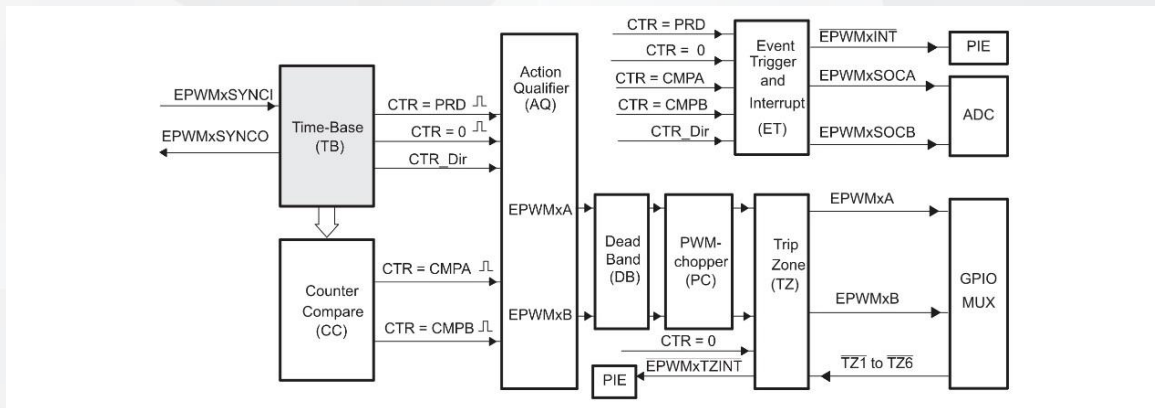 EPWMxSYNCI
EPWMxSYNCO
Time-Base
(TB)
CTR = PRD
CTR = 0
CTR_Dir
Counter
Compare
(CC)
CTR = CMPA
CTR = CMPB
Action
Qualifier
(AQ)
EPWMxA
EPWMxB
CTR = PRD
CTR = 0
CTR = CMPA
CTR = CMPB
CTR_Dir
Event
Trigger
and
Interrupt
(ET)
EPWMxINT
EPWMxSOCA
EPWMxSOCB
PIE
ADC
Dead
Band
(DB)
PWM-
chopper
(PC)
CTR = 0
EPWMxTZINT
PIE
Trip
Zone
(TZ)
EPWMxA
EPWMxB
TZ1 to TZ6
GPIO
MUX